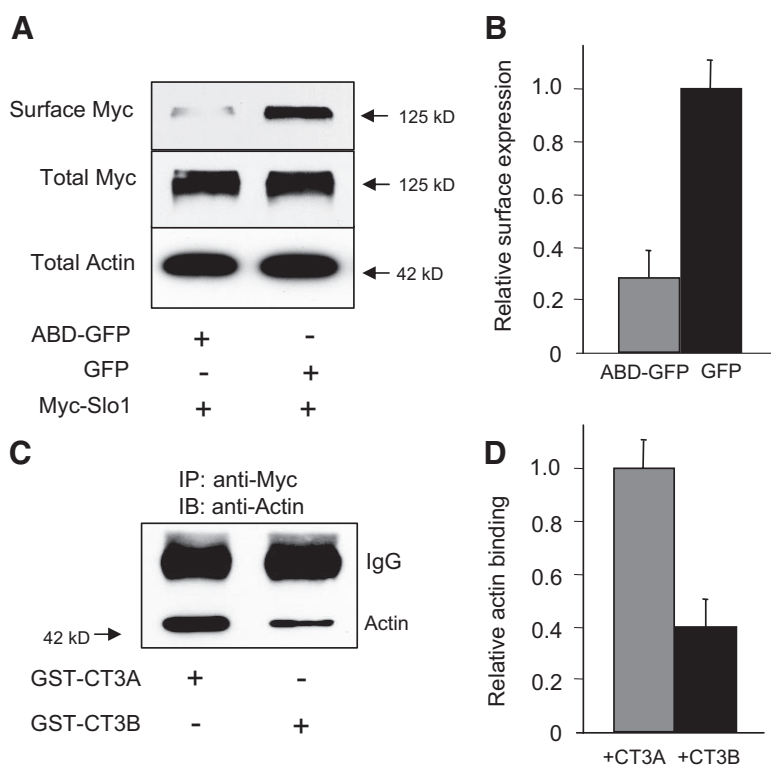 A
Surface Myc
125 kD
Total Myc
125 kD
Total Actin
42 kD
ABD-GFP + -
GFP - +
Myc-Slo1 + +
B
Relative surface expression
1.0
0.8
0.6
0.4
0.2
0
ABD-GFP GFP
C
IP: anti-Myc
IB: anti-Actin
IgG
Actin
42 kD
GST-CT3A + -
GST-CT3B - +
D
Relative actin binding
1.0
0.8
0.6
0.4
0.2
0
+CT3A +CT3B